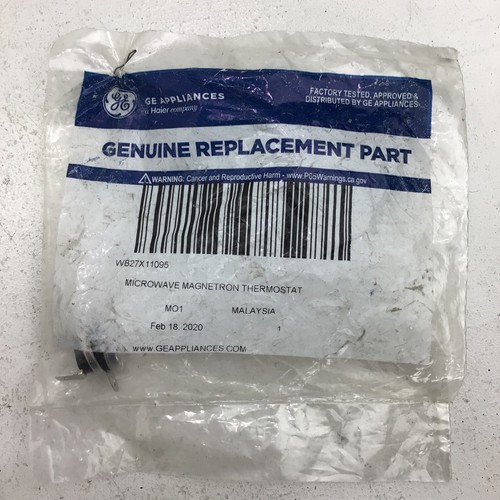 GE APPLIANCES
a Haier company
FACTORY TESTED, APPROVED &
DISTRIBUTED BY GE APPLIANCES
GENUINE REPLACEMENT PART
WARNING: Cancer and Reproductive Harm - www.P65Warnings.ca.gov
WB27X11095
MICROWAVE MAGNETRON THERMOSTAT
MO1 MALAYSIA
Feb 18, 2020 1
www.GEAPPLIANCES.COM